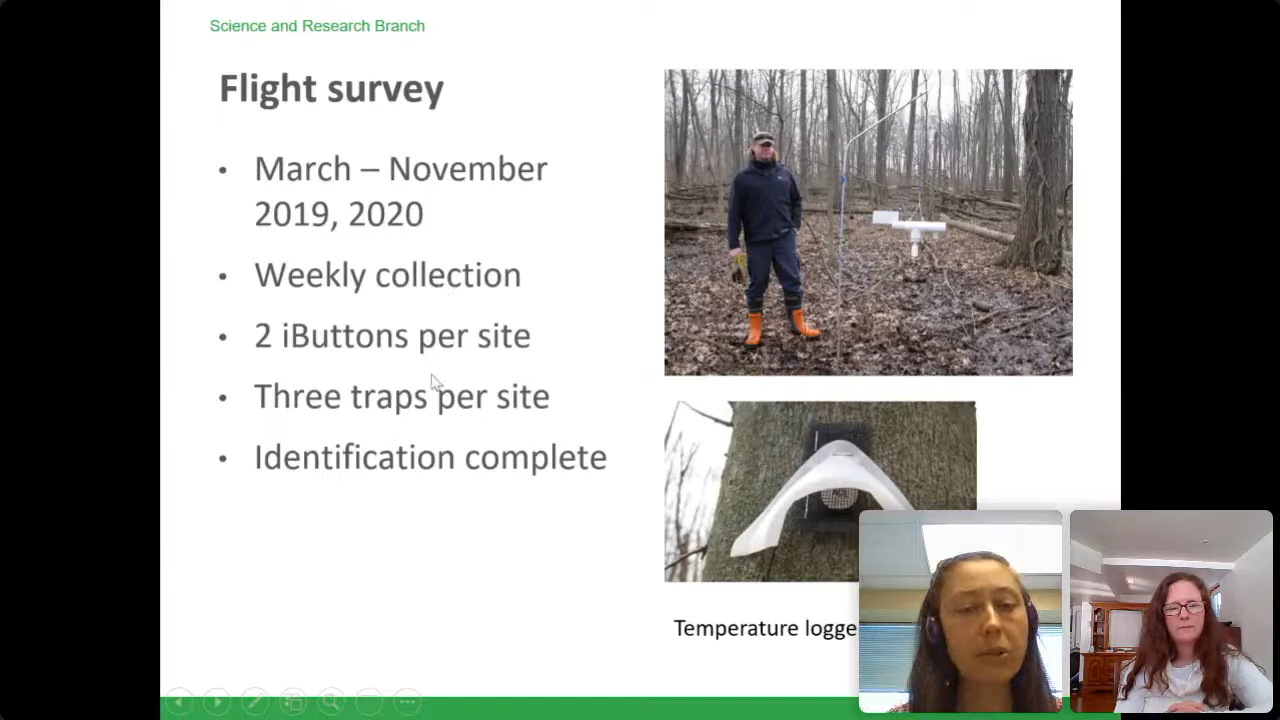 Science and Research Branch
Flight survey
• March – November
2019, 2020
• Weekly collection
• 2 iButtons per site
• Three traps per site
• Identification complete
Temperature logge